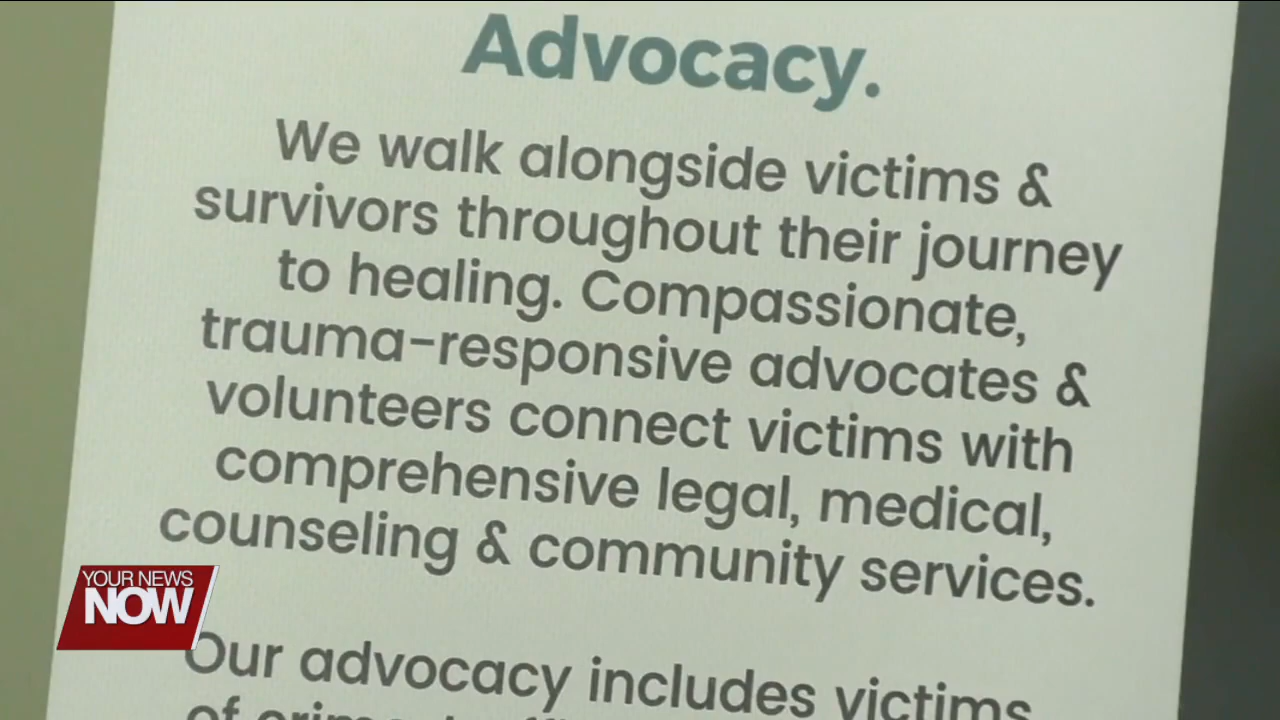 Advocacy.
We walk alongside victims &
survivors throughout their journey
to healing. Compassionate,
trauma-responsive advocates &
volunteers connect victims with
comprehensive legal, medical,
counseling & community services.
Our advocacy includes victims
of
YOUR NEWS
NOW